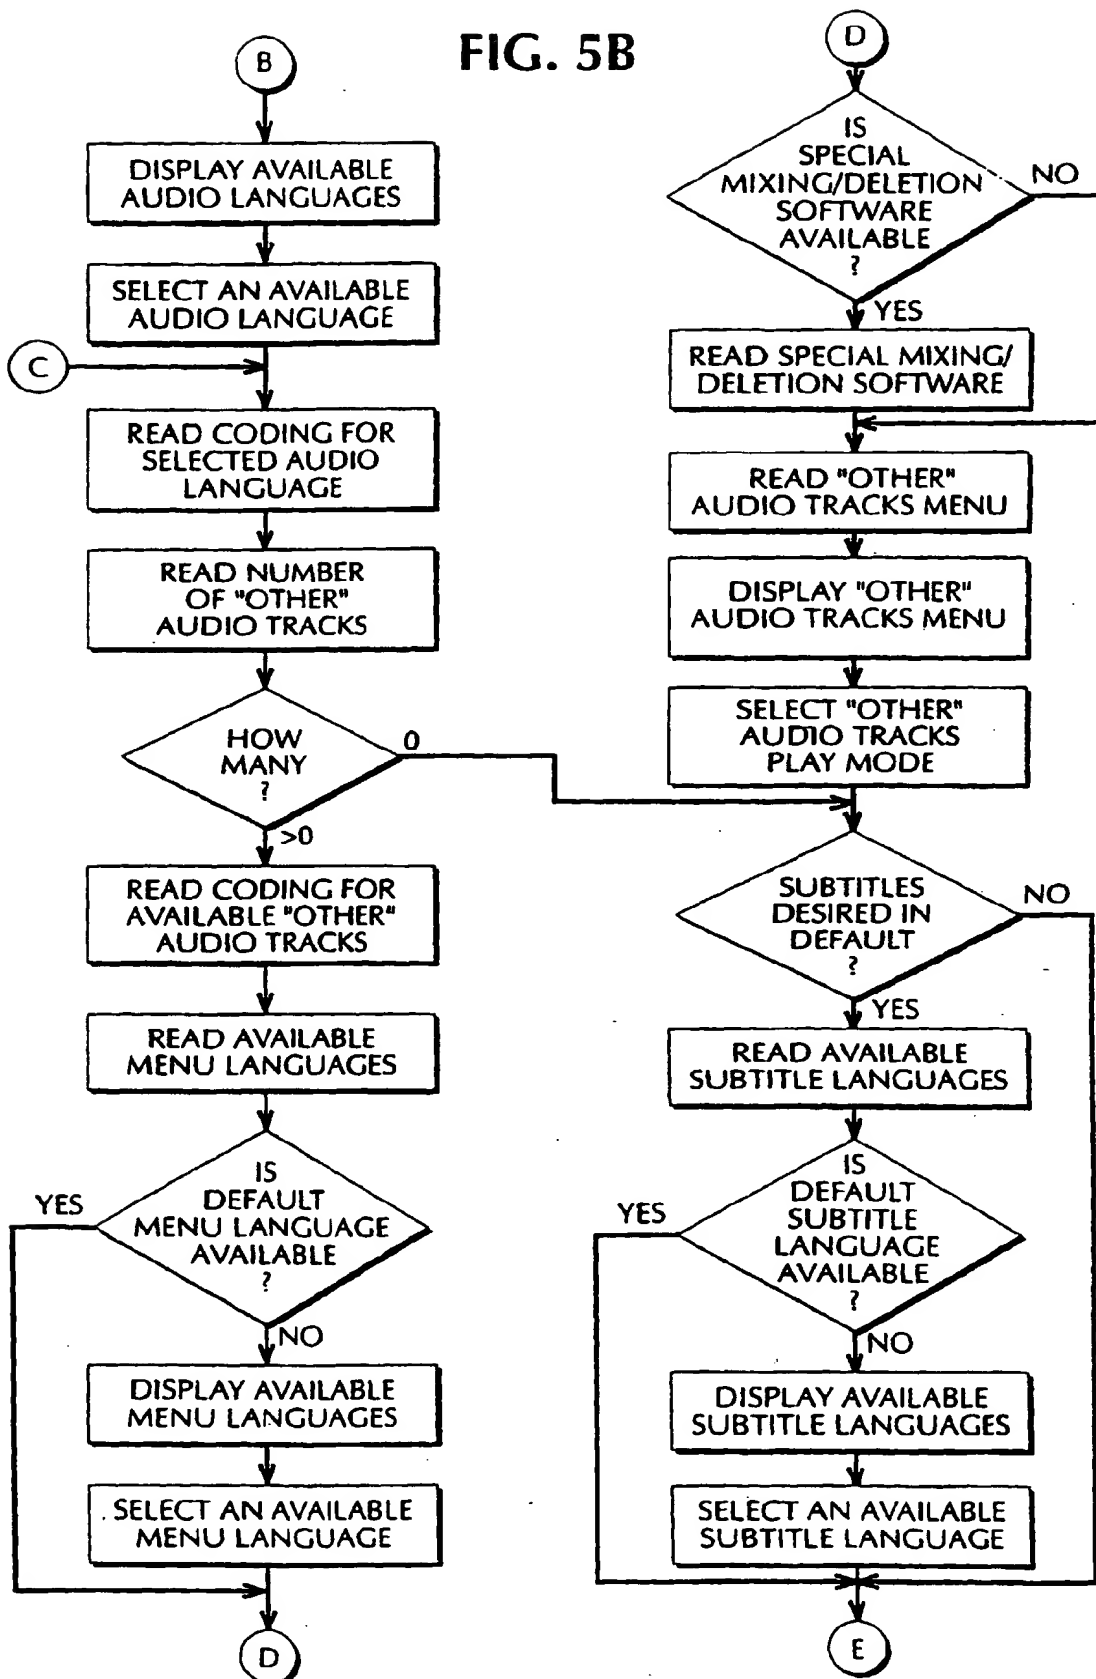 FIG. 5B
B
DISPLAY AVAILABLE
AUDIO LANGUAGES
SELECT AN AVAILABLE
AUDIO LANGUAGE
C
READ CODING FOR
SELECTED AUDIO
LANGUAGE
READ NUMBER
OF "OTHER"
AUDIO TRACKS
HOW
MANY
?
0
>0
READ CODING FOR
AVAILABLE "OTHER"
AUDIO TRACKS
READ AVAILABLE
MENU LANGUAGES
IS
DEFAULT
MENU LANGUAGE
AVAILABLE
?
YES
NO
DISPLAY AVAILABLE
MENU LANGUAGES
SELECT AN AVAILABLE
MENU LANGUAGE
D
D
IS
SPECIAL
MIXING/DELETION
SOFTWARE
AVAILABLE
?
NO
YES
READ SPECIAL MIXING/
DELETION SOFTWARE
READ "OTHER"
AUDIO TRACKS MENU
DISPLAY "OTHER"
AUDIO TRACKS MENU
SELECT "OTHER"
AUDIO TRACKS
PLAY MODE
SUBTITLES
DESIRED IN
DEFAULT
?
NO
YES
READ AVAILABLE
SUBTITLE LANGUAGES
IS
DEFAULT
SUBTITLE
LANGUAGE
AVAILABLE
?
YES
NO
DISPLAY AVAILABLE
SUBTITLE LANGUAGES
SELECT AN AVAILABLE
SUBTITLE LANGUAGE
E